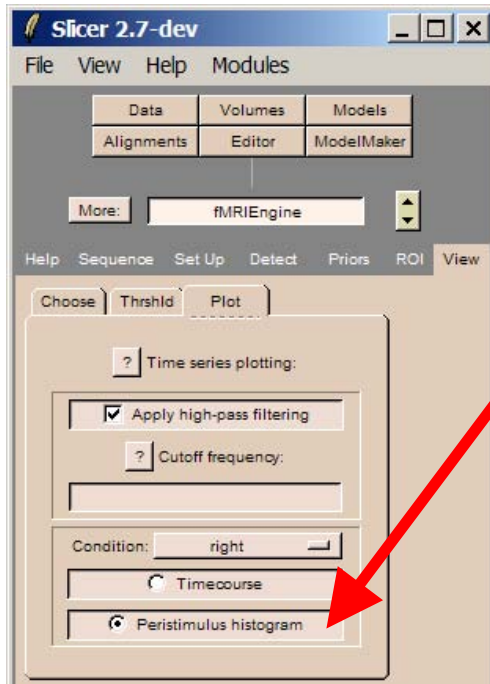 Slicer 2.7-dev
File View Help Modules
Data Volumes Models
Alignments Editor ModelMaker
More: fMRIEngine
Help Sequence Set Up Detect Priors ROI View
Choose Thrshld Plot
? Time series plotting:
Apply high-pass filtering
? Cutoff frequency:
Condition: right
Timecourse
Peristimulus histogram